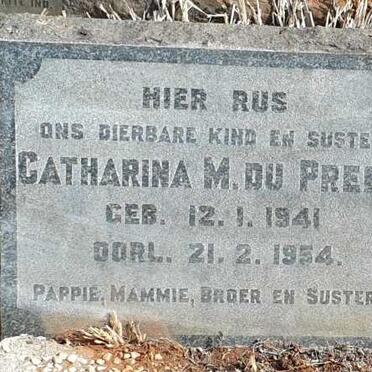 HIER RUS
ONS DIERBARE KIND EN SUSTE
CATHARINA M. DU PREE
GEB. 12. 1. 1941
OORL. 21. 2. 1954.
PAPPIE, MAMMIE, BROER EN SUSTER